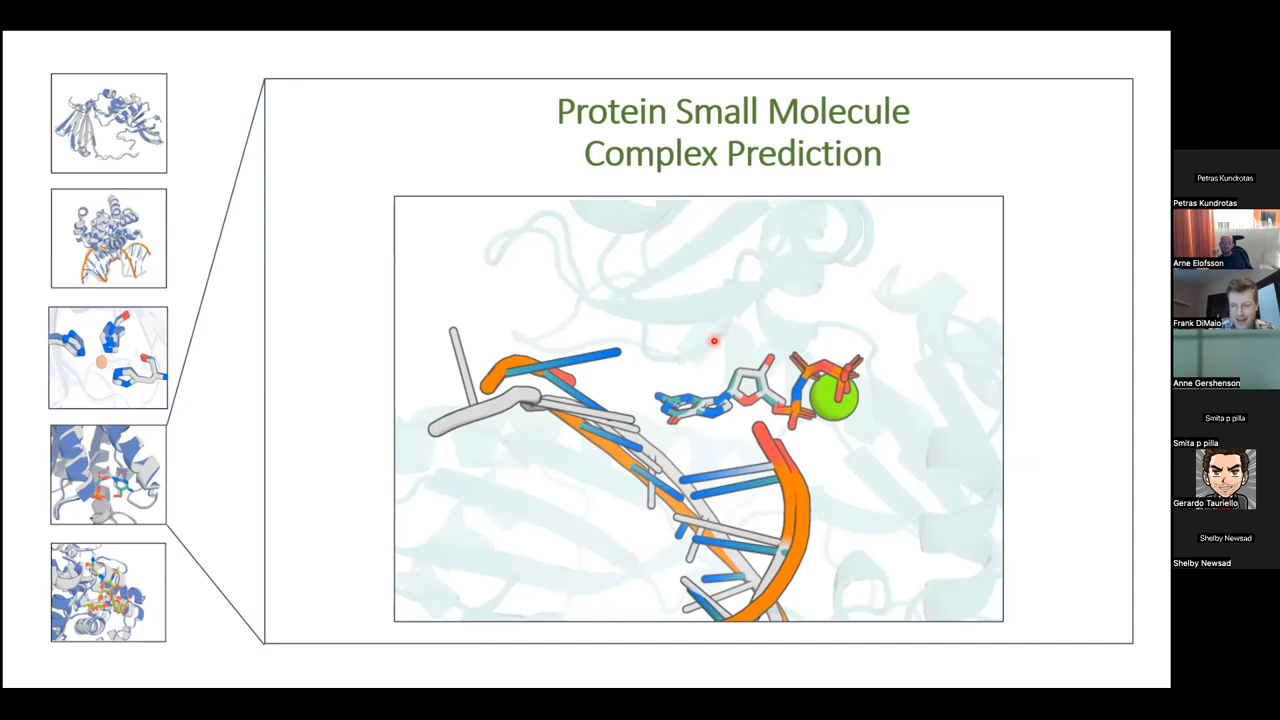 Protein Small Molecule
Complex Prediction
Petras Kundrotas
Petras Kundrotas
Arne Elofsson
Frank DiMaio
Anne Gershenson
Smita p pilla
Smita p pilla
Gerardo Tauriello
Shelby Newsad
Shelby Newsad